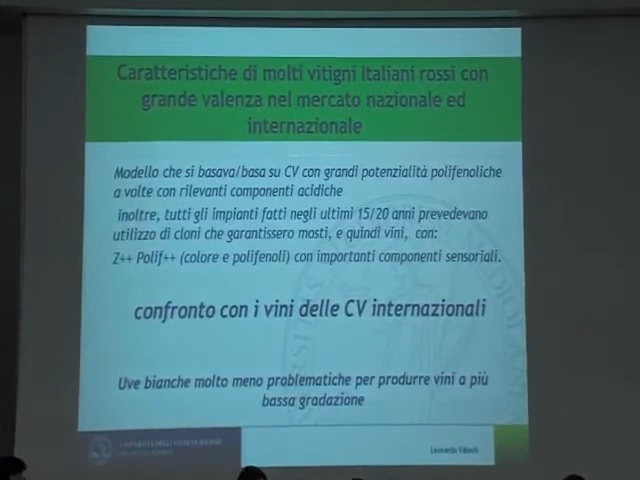 Caratteristiche di molti vitigni Italiani rossi con
grande valenza nel mercato nazionale ed
internazionale
Modello che si basava/basa su CV con grandi potenzialità polifenoliche
a volte con rilevanti componenti acidiche
inoltre, tutti gli impianti fatti negli ultimi 15/20 anni prevedevano
utilizzo di cloni che garantissero mosti, e quindi vini, con:
Z++ Polif++ (colore e polifenoli) con importanti componenti sensoriali.
confronto con i vini delle CV internazionali
Uve bianche molto meno problematiche per produrre vini a più
bassa gradazione
UNIVERSITÀ DEGLI STUDI DI MILANO
Leonardo